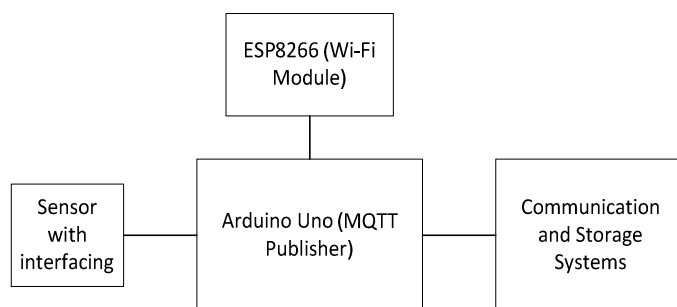 ESP8266 (Wi-Fi
Module)
Sensor
with
interfacing
Arduino Uno (MQTT
Publisher)
Communication
and Storage
Systems